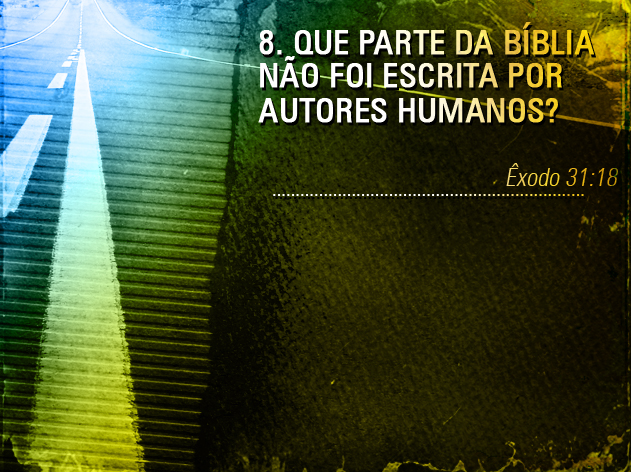 8. QUE PARTE DA BÍBLIA
NÃO FOI ESCRITA POR
AUTORES HUMANOS?
Êxodo 31:18